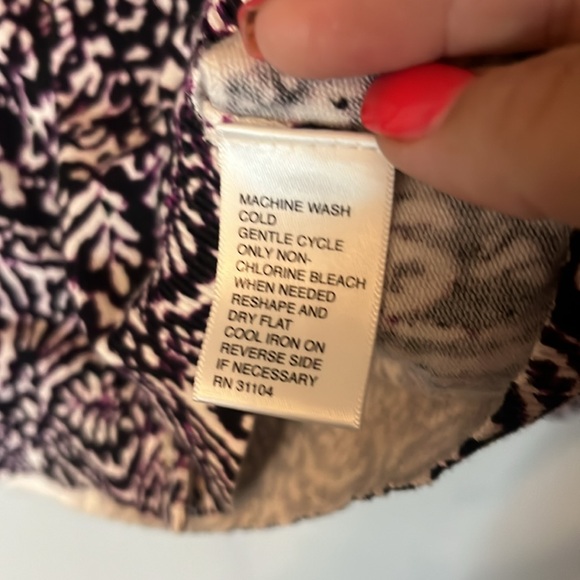 MACHINE WASH
COLD
GENTLE CYCLE
ONLY NON-
CHLORINE BLEACH
WHEN NEEDED
RESHAPE AND
DRY FLAT
COOL IRON ON
REVERSE SIDE
IF NECESSARY
RN 31104